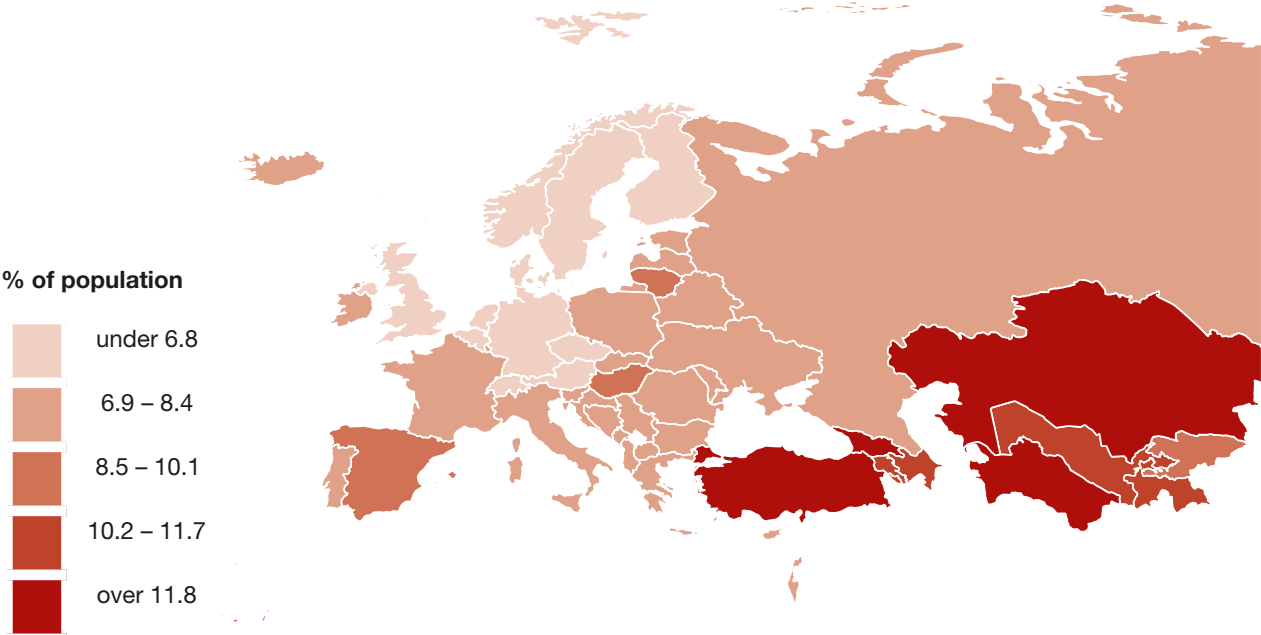 % of population
under 6.8
6.9 – 8.4
8.5 – 10.1
10.2 – 11.7
over 11.8